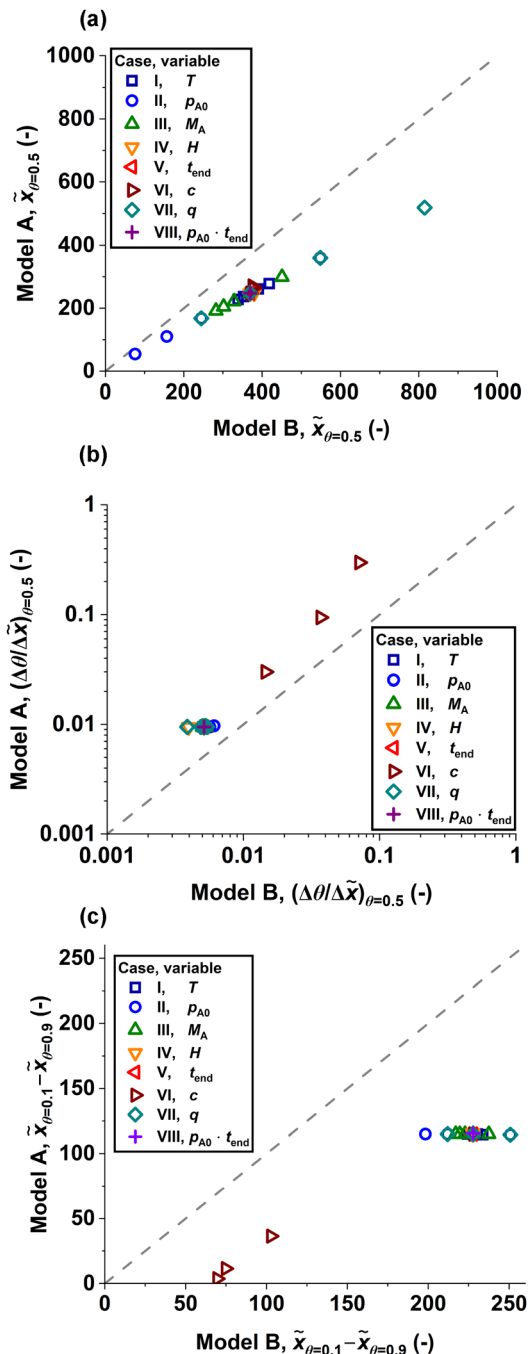 (a)
Model A, x̃θ=0.5 (-)
1000
800
600
400
200
0
Case, variable
I, T
II, pA0
III, MA
IV, H
V, tend
VI, c
VII, q
VIII, pA0 · tend
0 200 400 600 800 1000
Model B, x̃θ=0.5 (-)
(b)
Model A, (Δθ/Δx̃)θ=0.5 (-)
1
0.1
0.01
0.001
Case, variable
I, T
II, pA0
III, MA
IV, H
V, tend
VI, c
VII, q
VIII, pA0 · tend
0.001 0.01 0.1 1
Model B, (Δθ/Δx̃)θ=0.5 (-)
(c)
Model A, x̃θ=0.1–x̃θ=0.9 (-)
250
200
150
100
50
0
Case, variable
I, T
II, pA0
III, MA
IV, H
V, tend
VI, c
VII, q
VIII, pA0 · tend
0 50 100 150 200 250
Model B, x̃θ=0.1–x̃θ=0.9 (-)